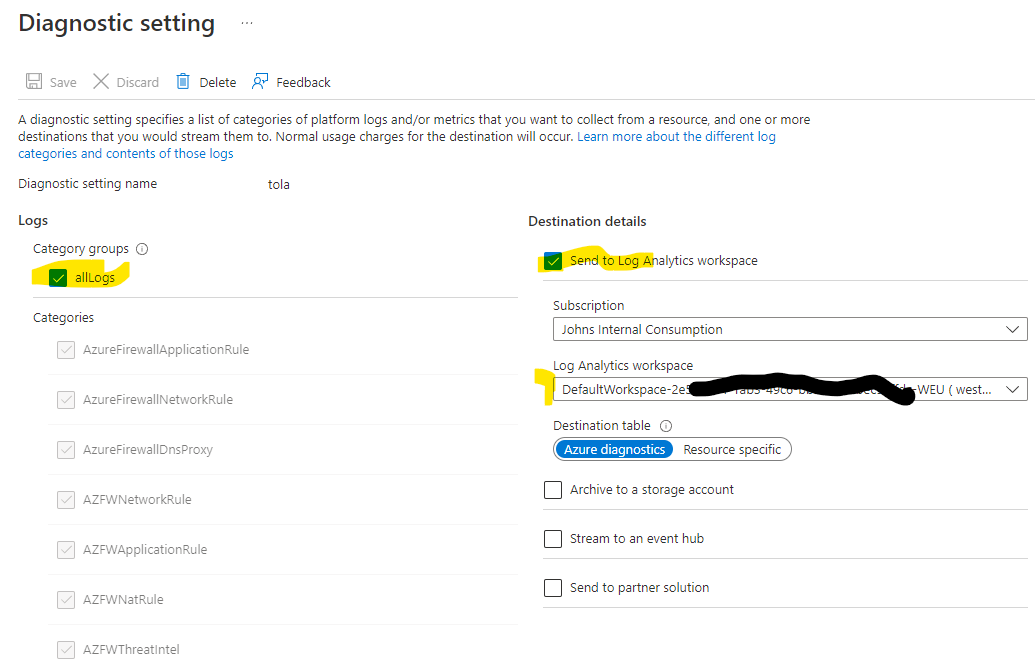 Diagnostic setting ...
Save Discard Delete Feedback
A diagnostic setting specifies a list of categories of platform logs and/or metrics that you want to collect from a resource, and one or more
destinations that you would stream them to. Normal usage charges for the destination will occur. Learn more about the different log
categories and contents of those logs
Diagnostic setting name tola
Logs
Category groups
allLogs
Categories
AzureFirewallApplicationRule
AzureFirewallNetworkRule
AzureFirewallDnsProxy
AZFWNetworkRule
AZFWApplicationRule
AZFWNatRule
AZFWThreatIntel
Destination details
Send to Log Analytics workspace
Subscription
Johns Internal Consumption
Log Analytics workspace
DefaultWorkspace-2e5 -WEU ( west...
Destination table
Azure diagnostics Resource specific
Archive to a storage account
Stream to an event hub
Send to partner solution